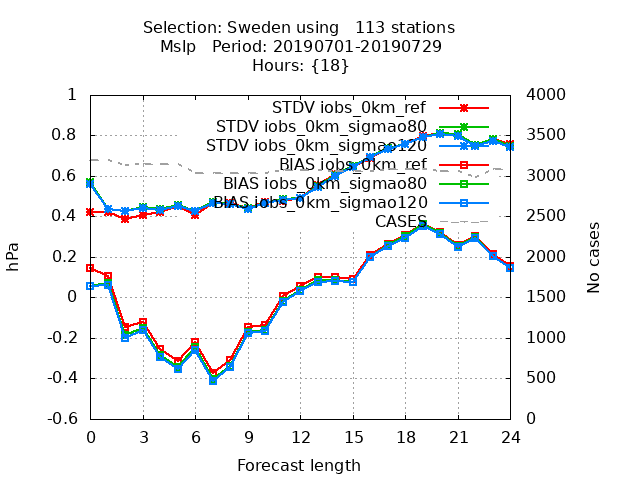 Selection: Sweden using   113 stations
Mslp   Period: 20190701-20190729
Hours: {18}
STDV iobs_0km_ref
STDV iobs_0km_sigmao80
STDV iobs_0km_sigmao120
BIAS iobs_0km_ref
BIAS iobs_0km_sigmao80
BIAS iobs_0km_sigmao120
CASES
hPa
1
0.8
0.6
0.4
0.2
0
-0.2
-0.4
-0.6
4000
3500
3000
2500
2000
1500
1000
500
0
No cases
0 3 6 9 12 15 18 21 24
Forecast length